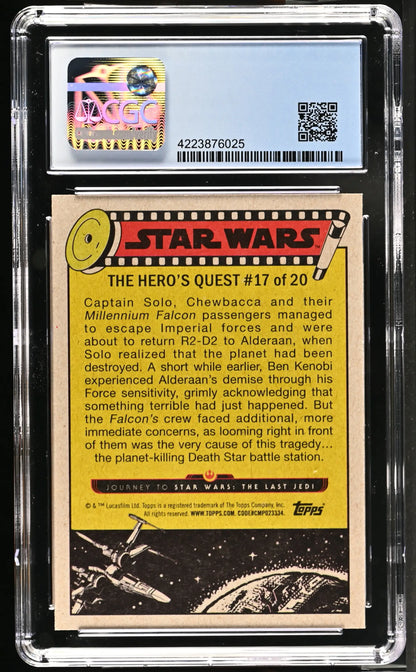 CGC
4223876025
STAR WARS™
THE HERO'S QUEST #17 of 20
Captain Solo, Chewbacca and their
Millennium Falcon passengers managed
to escape Imperial forces and were
about to return R2-D2 to Alderaan, when
Solo realized that the planet had been
destroyed. A short while earlier, Ben Kenobi
experienced Alderaan's demise through his
Force sensitivity, grimly acknowledging that
something terrible had just happened. But
the Falcon's crew faced additional, more
immediate concerns, as looming right in front
of them was the very cause of this tragedy...
the planet-killing Death Star battle station.
JOURNEY TO STAR WARS: THE LAST JEDI
© & ™ Lucasfilm Ltd. Topps is a registered trademark of The Topps Company, Inc.
All rights reserved. WWW.TOPPS.COM. CODE#CMP023334.
Topps